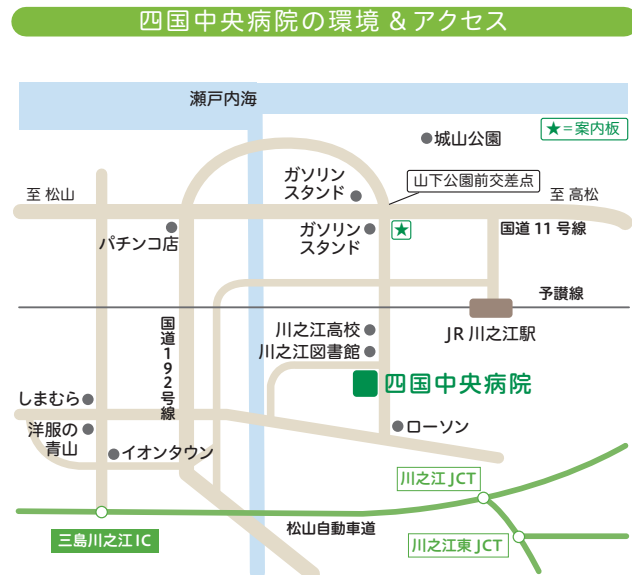 四国中央病院の環境 & アクセス
瀬戸内海
★=案内板
城山公園
ガソリン
スタンド
山下公園前交差点
至 松山
至 高松
パチンコ店
ガソリン
スタンド
★
国道 11 号線
予讃線
国道192号線
川之江高校
JR 川之江駅
川之江図書館
四国中央病院
しまむら
ローソン
洋服の
青山
イオンタウン
川之江 JCT
松山自動車道
三島川之江 IC
川之江東 JCT